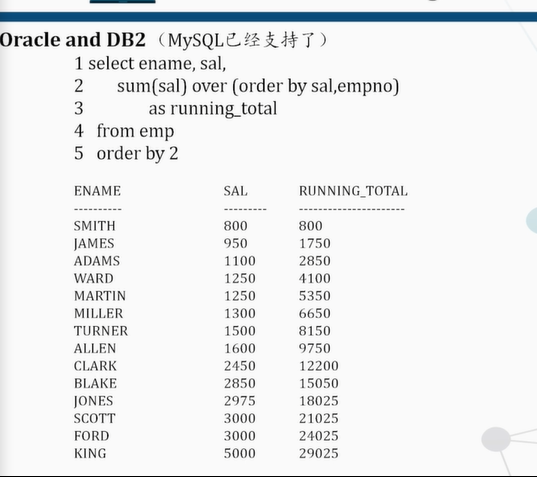 Oracle and DB2（MySQL已经支持了）
1 select ename, sal,
2 sum(sal) over (order by sal,empno)
3 as running_total
4 from emp
5 order by 2
ENAME SAL RUNNING_TOTAL
---------- --------- ----------------------
SMITH 800 800
JAMES 950 1750
ADAMS 1100 2850
WARD 1250 4100
MARTIN 1250 5350
MILLER 1300 6650
TURNER 1500 8150
ALLEN 1600 9750
CLARK 2450 12200
BLAKE 2850 15050
JONES 2975 18025
SCOTT 3000 21025
FORD 3000 24025
KING 5000 29025